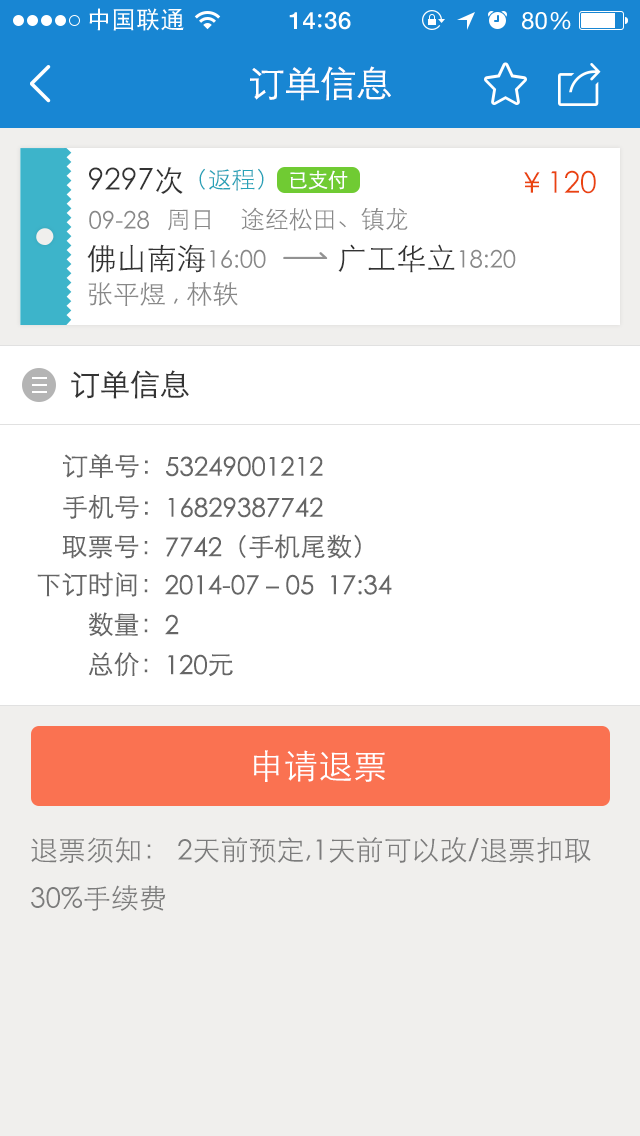 中国联通 14:36 80%
订单信息
9297次（返程） 已支付 ¥ 120
09-28 周日 途经松田、镇龙
佛山南海16:00 广工华立18:20
张平煜 , 林轶
订单信息
订单号：53249001212
手机号：16829387742
取票号：7742（手机尾数）
下订时间：2014-07 – 05 17:34
数量：2
总价：120元
申请退票
退票须知： 2天前预定,1天前可以改/退票扣取
30%手续费